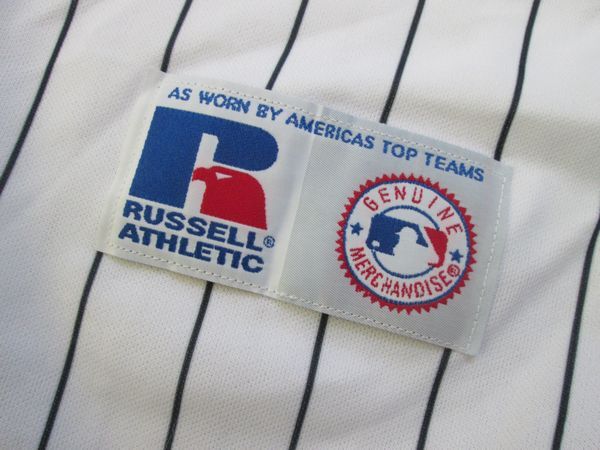 AS WORN BY AMERICAS TOP TEAMS
RUSSELL®
ATHLETIC
GENUINE
MERCHANDISE®